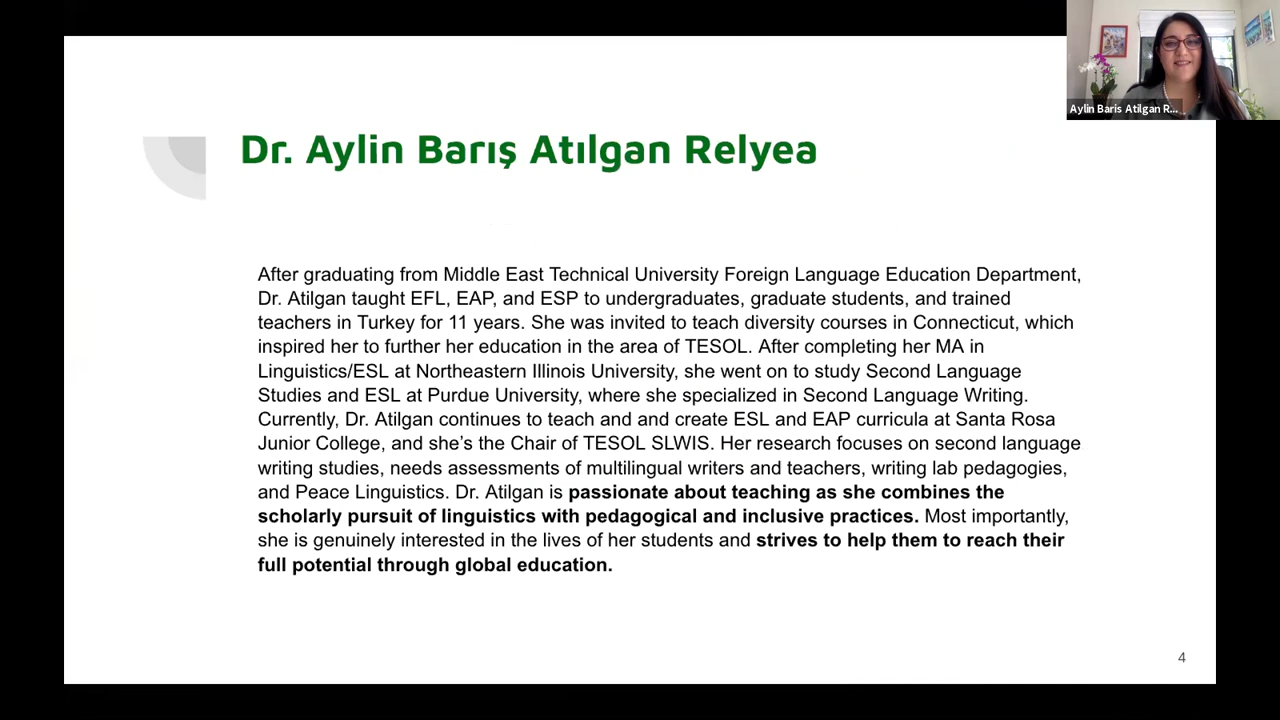 Aylin Baris Atilgan R...
Dr. Aylin Barış Atılgan Relyea
After graduating from Middle East Technical University Foreign Language Education Department,
Dr. Atilgan taught EFL, EAP, and ESP to undergraduates, graduate students, and trained
teachers in Turkey for 11 years. She was invited to teach diversity courses in Connecticut, which
inspired her to further her education in the area of TESOL. After completing her MA in
Linguistics/ESL at Northeastern Illinois University, she went on to study Second Language
Studies and ESL at Purdue University, where she specialized in Second Language Writing.
Currently, Dr. Atilgan continues to teach and and create ESL and EAP curricula at Santa Rosa
Junior College, and she's the Chair of TESOL SLWIS. Her research focuses on second language
writing studies, needs assessments of multilingual writers and teachers, writing lab pedagogies,
and Peace Linguistics. Dr. Atilgan is passionate about teaching as she combines the
scholarly pursuit of linguistics with pedagogical and inclusive practices. Most importantly,
she is genuinely interested in the lives of her students and strives to help them to reach their
full potential through global education.
4